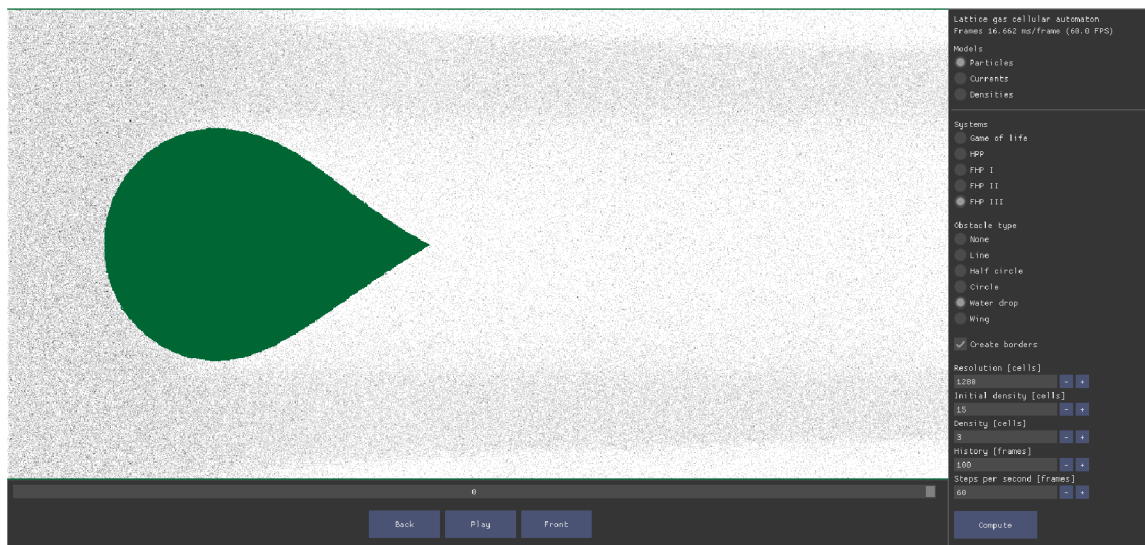 Lattice gas cellular automaton
Frames 16.662 ms/frame (60.0 FPS)
Models
Particles
Currents
Densities
Systems
Game of life
HPP
FHP I
FHP II
FHP III
Obstacle type
None
Line
Half circle
Circle
Water drop
Wing
Create borders
Resolution [cells]
1280
- +
Initial density [cells]
15
- +
Density [cells]
3
- +
History [frames]
100
- +
Steps per second [frames]
60
- +
Compute
0
Back Play Front